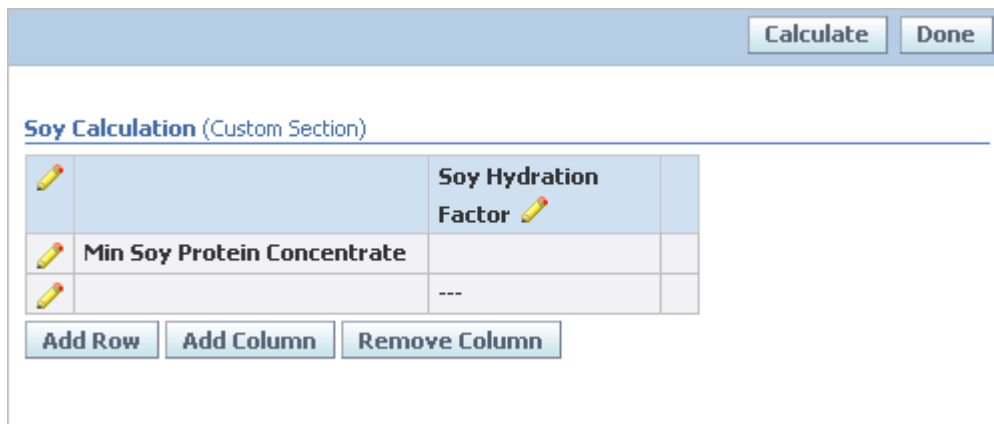 Calculate Done
Soy Calculation (Custom Section)
Soy Hydration
Factor
Min Soy Protein Concentrate
---
Add Row Add Column Remove Column